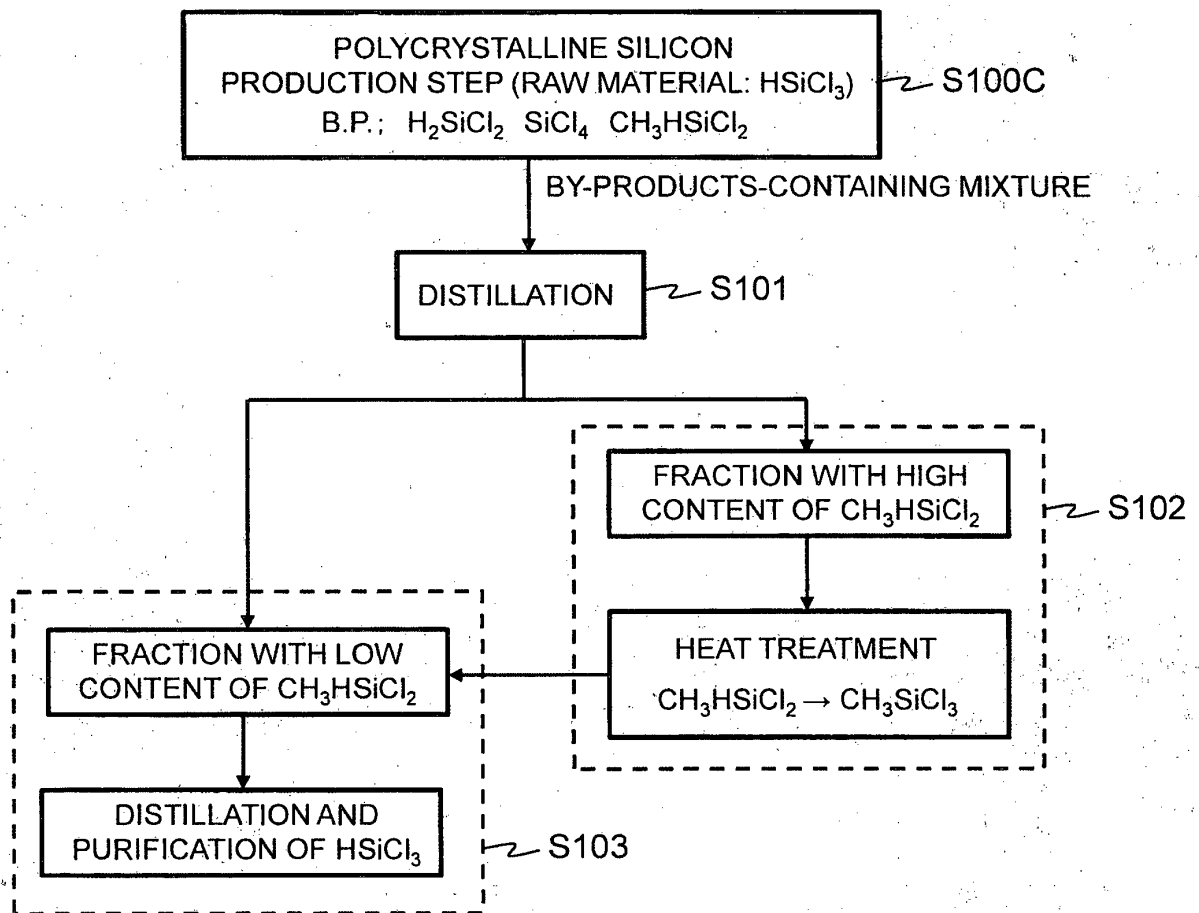 POLYCRYSTALLINE SILICON
PRODUCTION STEP (RAW MATERIAL: HSiCl₃)
B.P.; H₂SiCl₂ SiCl₄ CH₃HSiCl₂
S100C
BY-PRODUCTS-CONTAINING MIXTURE
DISTILLATION
S101
FRACTION WITH HIGH
CONTENT OF CH₃HSiCl₂
S102
HEAT TREATMENT
CH₃HSiCl₂ → CH₃SiCl₃
FRACTION WITH LOW
CONTENT OF CH₃HSiCl₂
DISTILLATION AND
PURIFICATION OF HSiCl₃
S103